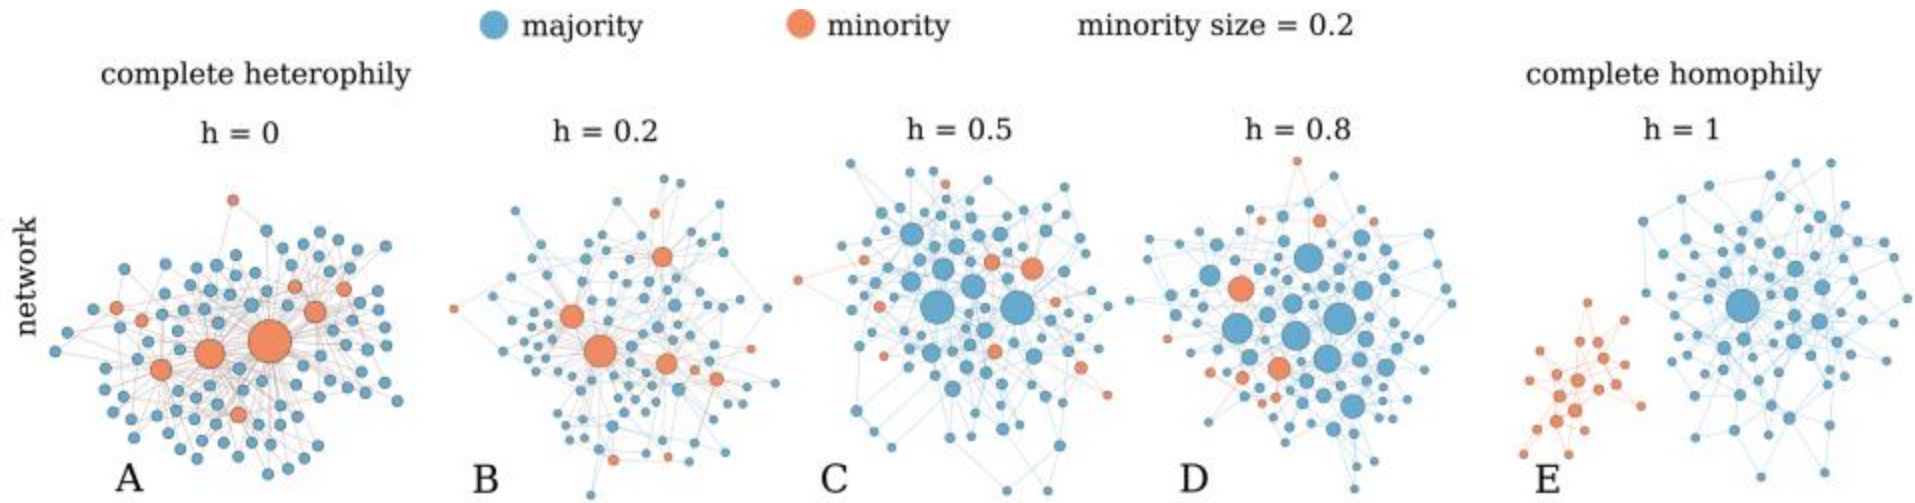 majority
minority
minority size = 0.2
complete heterophily
complete homophily
h = 0
h = 0.2
h = 0.5
h = 0.8
h = 1
network
A
B
C
D
E